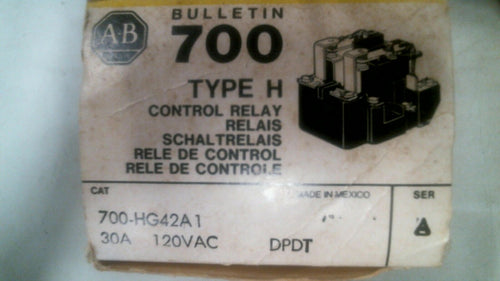 A-B
BULLETIN
700
TYPE H
CONTROL RELAY
RELAIS
SCHALTRELAIS
RELE DE CONTROL
RELE DE CONTROLE
CAT
MADE IN MEXICO
SER
700-HG42A1
A
30A 120VAC DPDT